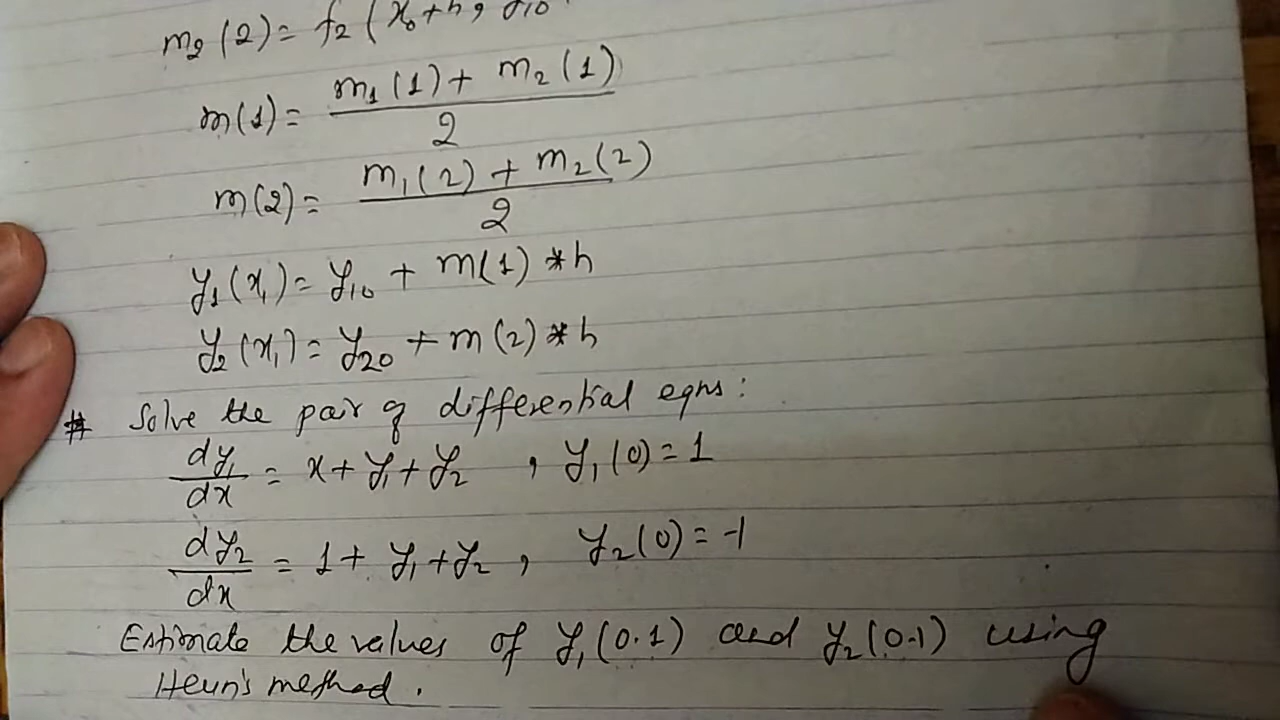 m2(2) = f2(x0+h, y10
m(1) = m1(1) + m2(1) / 2
m(2) = m1(2) + m2(2) / 2
y1(x1) = y10 + m(1) * h
y2(x1) = y20 + m(2) * h
# Solve the pair of differential eqns:
dy1/dx = x + y1 + y2 , y1(0) = 1
dy2/dx = 1 + y1 + y2 , y2(0) = -1
Estimate the values of y1(0.1) and y2(0.1) using
Heun's method.